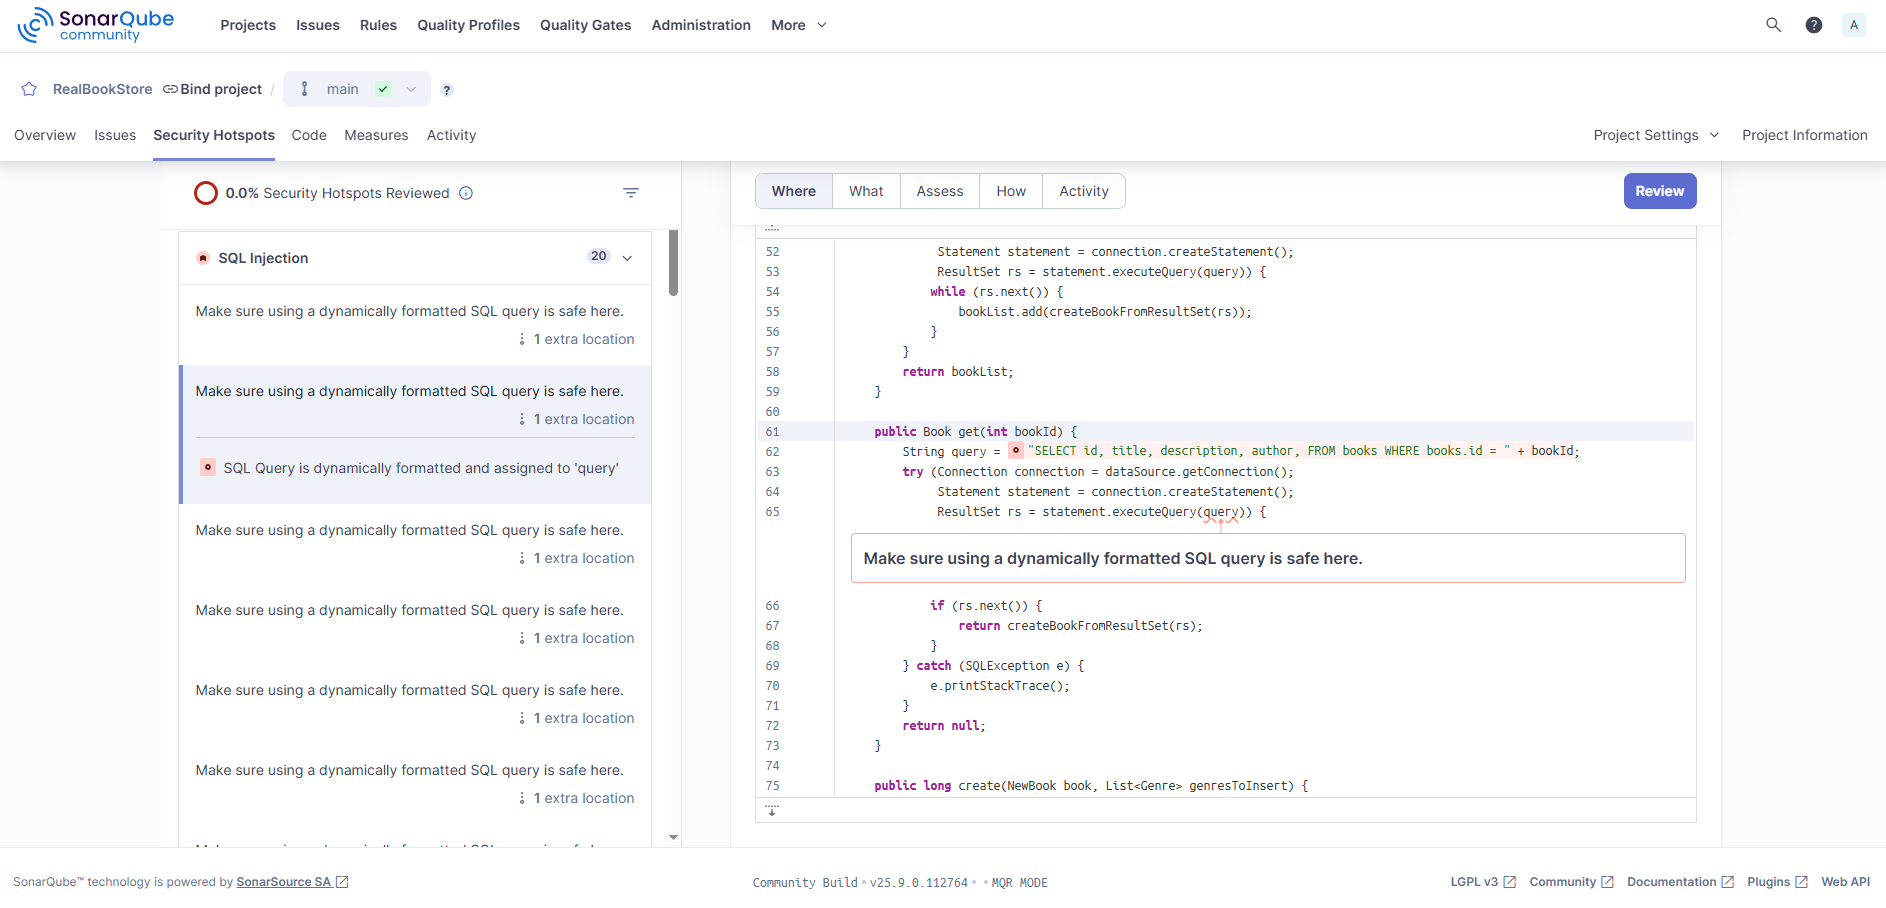 SonarQube community
Projects Issues Rules Quality Profiles Quality Gates Administration More ? A
RealBookStore Bind project / main ?
Overview Issues Security Hotspots Code Measures Activity Project Settings Project Information
0.0% Security Hotspots Reviewed
SQL Injection 20
Make sure using a dynamically formatted SQL query is safe here.
1 extra location
Make sure using a dynamically formatted SQL query is safe here.
1 extra location
SQL Query is dynamically formatted and assigned to 'query'
Make sure using a dynamically formatted SQL query is safe here.
1 extra location
Make sure using a dynamically formatted SQL query is safe here.
1 extra location
Make sure using a dynamically formatted SQL query is safe here.
1 extra location
Make sure using a dynamically formatted SQL query is safe here.
1 extra location
Where What Assess How Activity Review
52 Statement statement = connection.createStatement();
53 ResultSet rs = statement.executeQuery(query)) {
54 while (rs.next()) {
55 bookList.add(createBookFromResultSet(rs));
56 }
57 }
58 return bookList;
59 }
60
61 public Book get(int bookId) {
62 String query = "SELECT id, title, description, author, FROM books WHERE books.id = " + bookId;
63 try (Connection connection = dataSource.getConnection();
64 Statement statement = connection.createStatement();
65 ResultSet rs = statement.executeQuery(query)) {
Make sure using a dynamically formatted SQL query is safe here.
66 if (rs.next()) {
67 return createBookFromResultSet(rs);
68 }
69 } catch (SQLException e) {
70 e.printStackTrace();
71 }
72 return null;
73 }
74
75 public long create(NewBook book, List<Genre> genresToInsert) {
SonarQube™ technology is powered by SonarSource SA
Community Build • v25.9.0.112764 • • MQR MODE
LGPL v3 Community Documentation Plugins Web API